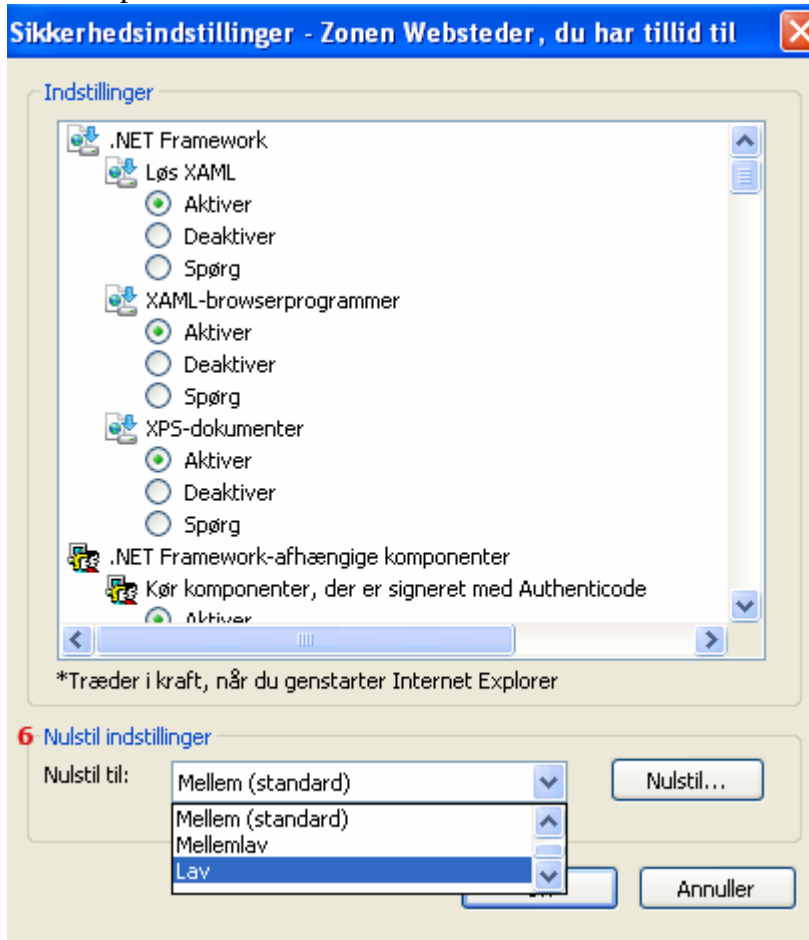 Sikkerhedsindstillinger - Zonen Websteder, du har tillid til
Indstillinger
.NET Framework
Løs XAML
Aktiver
Deaktiver
Spørg
XAML-browserprogrammer
Aktiver
Deaktiver
Spørg
XPS-dokumenter
Aktiver
Deaktiver
Spørg
.NET Framework-afhængige komponenter
Kør komponenter, der er signeret med Authenticode
Aktiver
*Træder i kraft, når du genstarter Internet Explorer
6 Nulstil indstillinger
Nulstil til: Mellem (standard) Nulstil...
Mellem (standard)
Mellemlav
Lav
Annuller